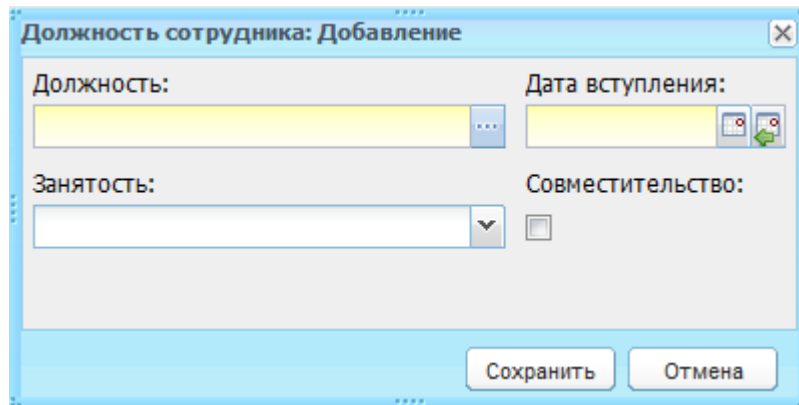 Должность сотрудника: Добавление
Должность: Дата вступления:
Занятость: Совместительство:
Сохранить Отмена